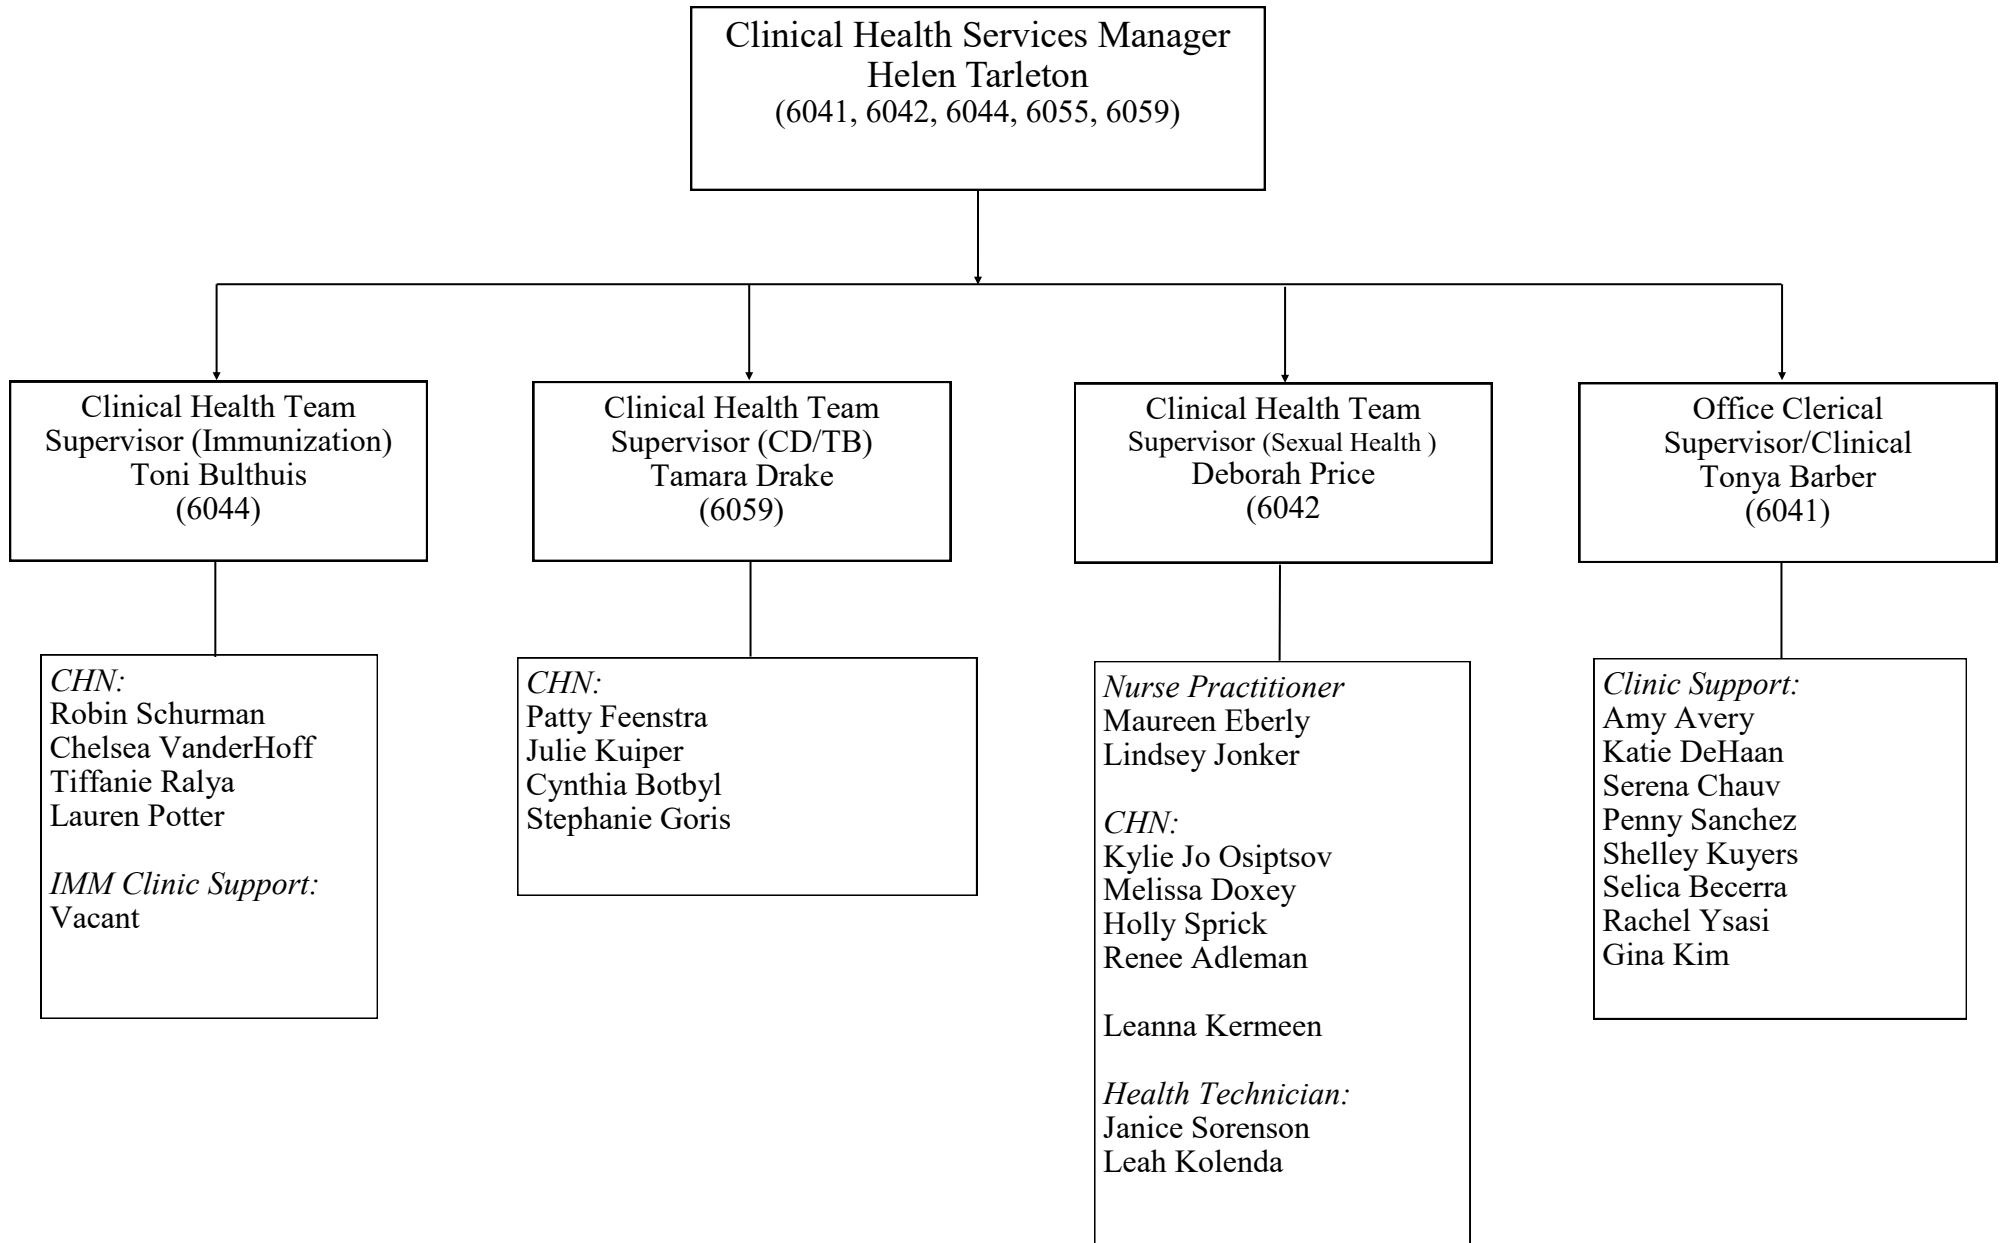 Clinical Health Services Manager
Helen Tarleton
(6041, 6042, 6044, 6055, 6059)
Clinical Health Team
Supervisor (Immunization)
Toni Bulthuis
(6044)
Clinical Health Team
Supervisor (CD/TB)
Tamara Drake
(6059)
Clinical Health Team
Supervisor (Sexual Health )
Deborah Price
(6042
Office Clerical
Supervisor/Clinical
Tonya Barber
(6041)
CHN:
Robin Schurman
Chelsea VanderHoff
Tiffanie Ralya
Lauren Potter
IMM Clinic Support:
Vacant
CHN:
Patty Feenstra
Julie Kuiper
Cynthia Botbyl
Stephanie Goris
Nurse Practitioner
Maureen Eberly
Lindsey Jonker
CHN:
Kylie Jo Osiptsov
Melissa Doxey
Holly Sprick
Renee Adleman
Leanna Kermeen
Health Technician:
Janice Sorenson
Leah Kolenda
Clinic Support:
Amy Avery
Katie DeHaan
Serena Chauv
Penny Sanchez
Shelley Kuyers
Selica Becerra
Rachel Ysasi
Gina Kim